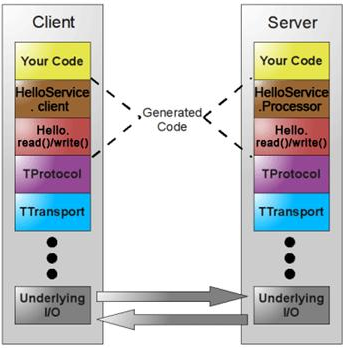 Client
Your Code
HelloService
.client
Hello.
read()/write()
TProtocol
TTransport
Underlying
I/O
Generated
Code
Server
Your Code
HelloService
.Processor
Hello.
read()/write()
TProtocol
TTransport
Underlying
I/O